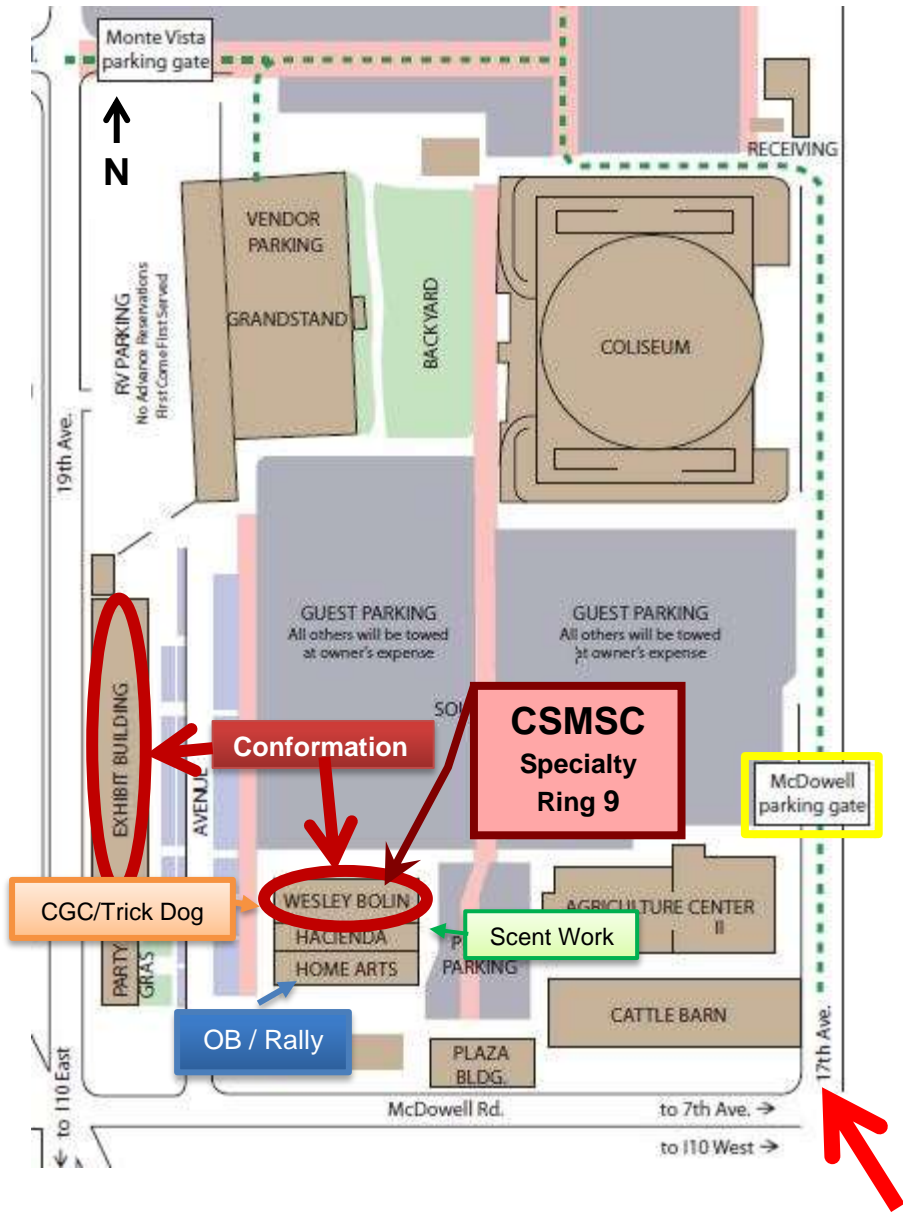 Monte Vista
parking gate
N
RECEIVING
VENDOR
PARKING
GRANDSTAND
BACKYARD
COLISEUM
RV PARKING
No Advance Reservations
First Come First Served
19th Ave.
GUEST PARKING
All others will be towed
at owner's expense
GUEST PARKING
All others will be towed
at owner's expense
SOU
CSMSC
Specialty
Ring 9
Conformation
EXHIBIT BUILDING
AVENUE
McDowell
parking gate
CGC/Trick Dog
WESLEY BOLIN
HACIENDA
HOME ARTS
Scent Work
P
PARKING
AGRICULTURE CENTER
II
PARTY
GRAS
OB / Rally
CATTLE BARN
PLAZA
BLDG.
17th Ave.
to I10 East
McDowell Rd.
to 7th Ave. →
to I10 West →